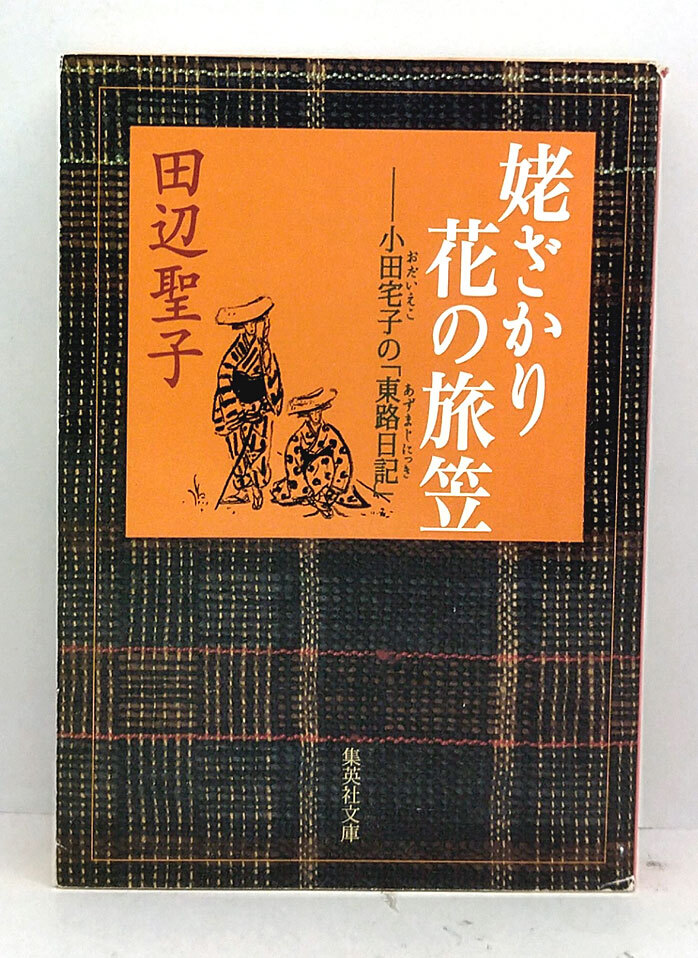 姥ざかり
花の旅笠
――小田宅子の「東路日記」
おだいえこ
あずまじにっき
田辺聖子
集英社文庫